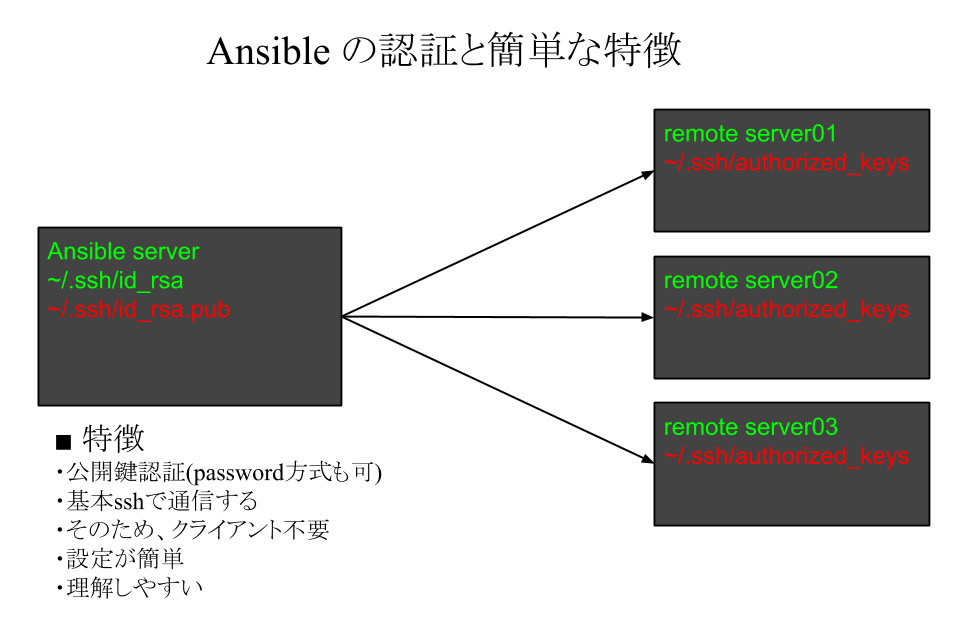 Ansible の認証と簡単な特徴
Ansible server
~/.ssh/id_rsa
~/.ssh/id_rsa.pub
remote server01
~/.ssh/authorized_keys
remote server02
~/.ssh/authorized_keys
remote server03
~/.ssh/authorized_keys
■ 特徴
・公開鍵認証(password方式も可)
・基本sshで通信する
・そのため、クライアント不要
・設定が簡単
・理解しやすい